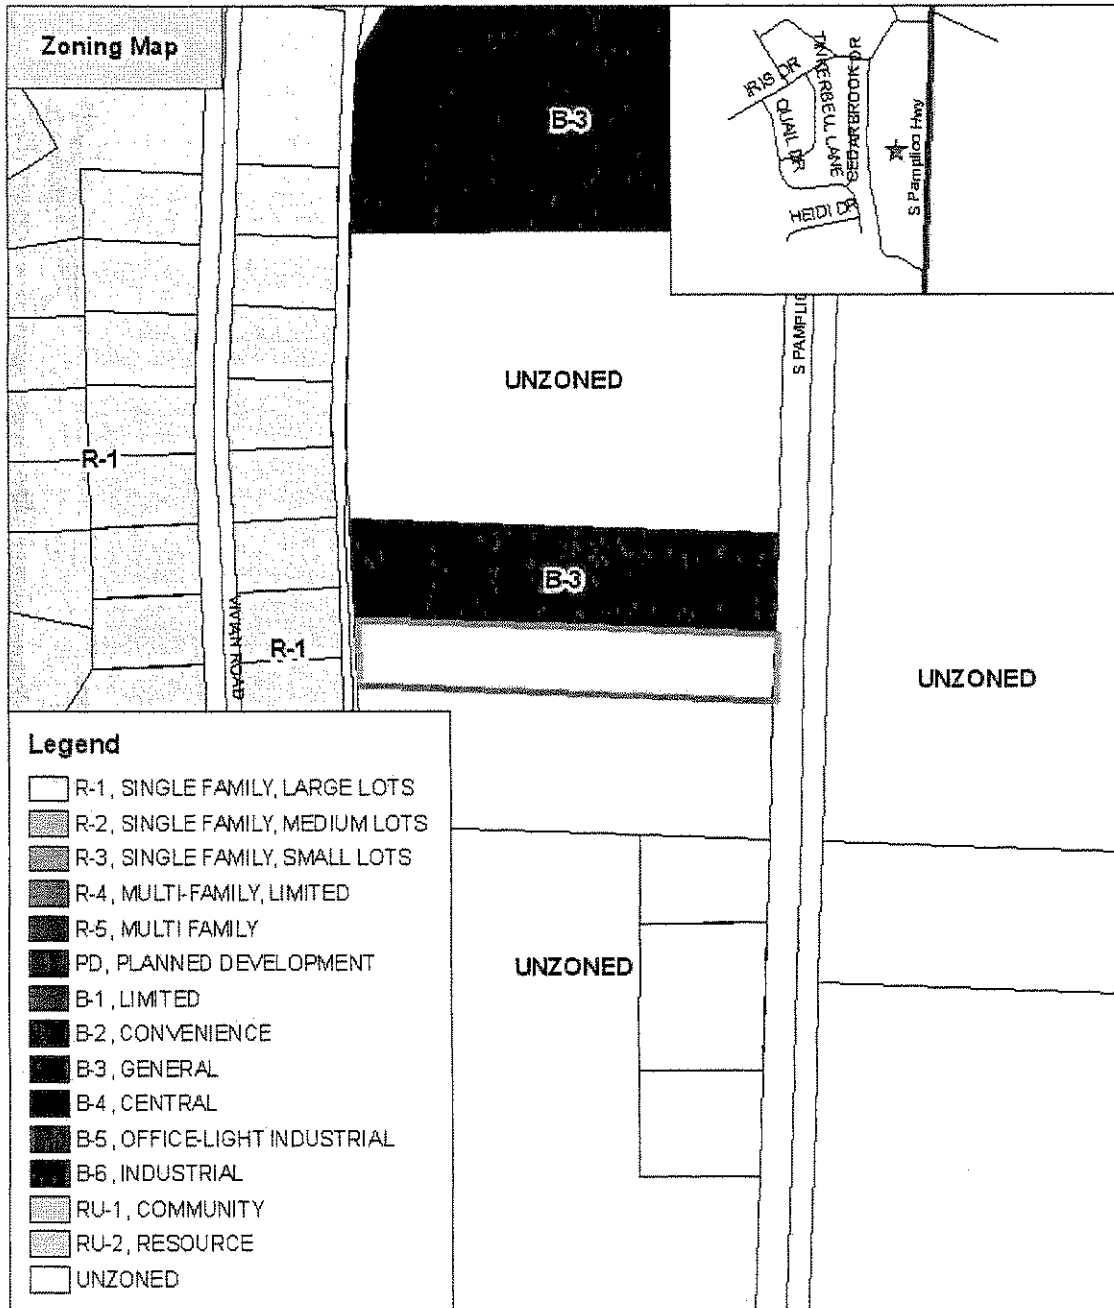 Zoning Map
B-3
IRIS DR
QUAIL DR
TINKERBELL LANE
CEDARBROOK DR
S Pamplico Hwy
HEIDI DR
S PAMPLIC
UNZONED
R-1
B-3
VIVIAN ROAD
R-1
UNZONED
Legend
R-1, SINGLE FAMILY, LARGE LOTS
R-2, SINGLE FAMILY, MEDIUM LOTS
R-3, SINGLE FAMILY, SMALL LOTS
R-4, MULTI-FAMILY, LIMITED
R-5, MULTI FAMILY
PD, PLANNED DEVELOPMENT
B-1, LIMITED
B-2, CONVENIENCE
B-3, GENERAL
B-4, CENTRAL
B-5, OFFICE-LIGHT INDUSTRIAL
B-6, INDUSTRIAL
RU-1, COMMUNITY
RU-2, RESOURCE
UNZONED
UNZONED